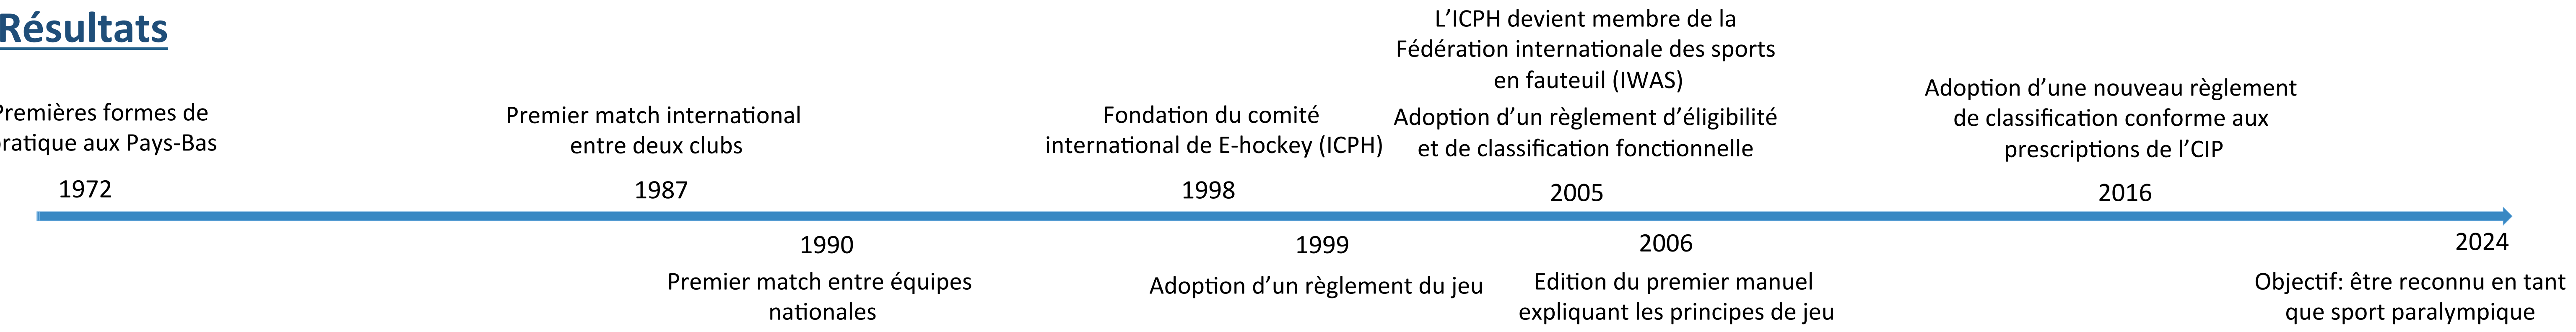 Résultats
Premières formes de
pratique aux Pays-Bas
1972
Premier match international
entre deux clubs
1987
1990
Premier match entre équipes
nationales
Fondation du comité
international de E-hockey (ICPH)
1998
1999
Adoption d’un règlement du jeu
L’ICPH devient membre de la
Fédération internationale des sports
en fauteuil (IWAS)
Adoption d’un règlement d’éligibilité
et de classification fonctionnelle
2005
2006
Edition du premier manuel
expliquant les principes de jeu
Adoption d’une nouveau règlement
de classification conforme aux
prescriptions de l’CIP
2016
2024
Objectif: être reconnu en tant
que sport paralympique